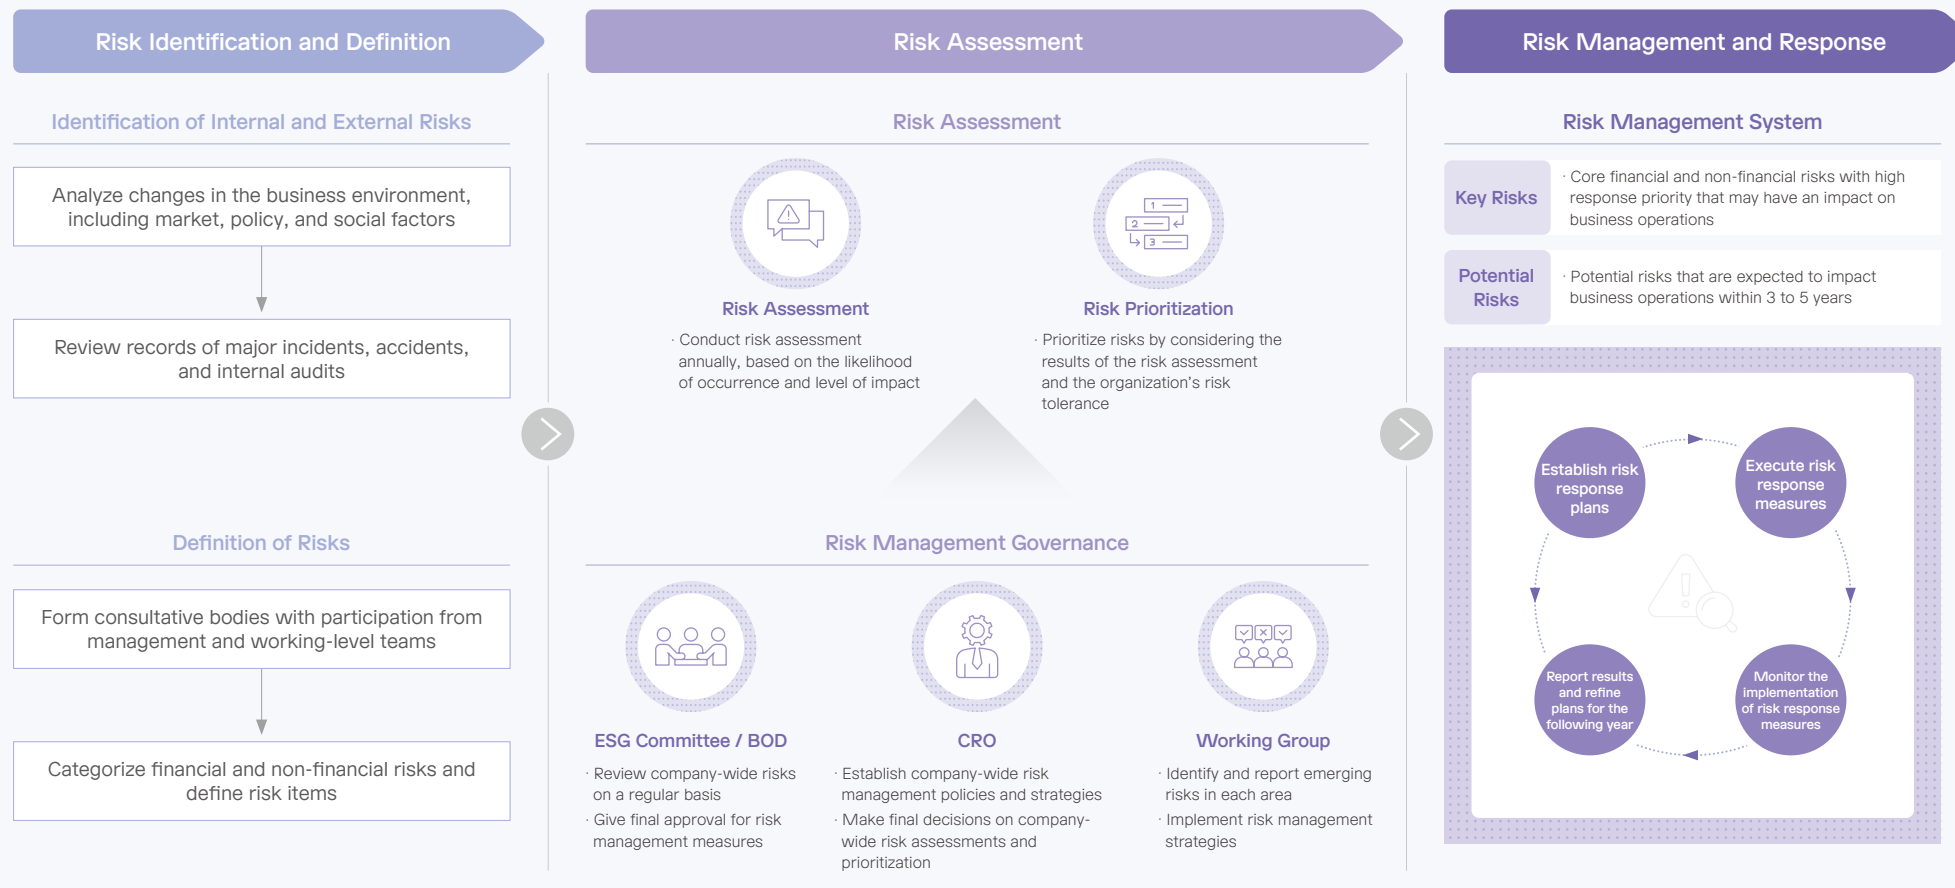 Risk Identification and Definition
Identification of Internal and External Risks
Analyze changes in the business environment,
including market, policy, and social factors
Review records of major incidents, accidents,
and internal audits
Definition of Risks
Form consultative bodies with participation from
management and working-level teams
Categorize financial and non-financial risks and
define risk items
Risk Assessment
Risk Assessment
1
2
3
Risk Assessment
· Conduct risk assessment
annually, based on the likelihood
of occurrence and level of impact
Risk Prioritization
· Prioritize risks by considering the
results of the risk assessment
and the organization's risk
tolerance
Risk Management Governance
ESG Committee / BOD
· Review company-wide risks
on a regular basis
· Give final approval for risk
management measures
CRO
· Establish company-wide risk
management policies and strategies
· Make final decisions on company-
wide risk assessments and
prioritization
Working Group
· Identify and report emerging
risks in each area
· Implement risk management
strategies
Risk Management and Response
Risk Management System
Key Risks
· Core financial and non-financial risks with high
response priority that may have an impact on
business operations
Potential
Risks
· Potential risks that are expected to impact
business operations within 3 to 5 years
Establish risk
response
plans
Execute risk
response
measures
Report results
and refine
plans for the
following year
Monitor the
implementation
of risk response
measures